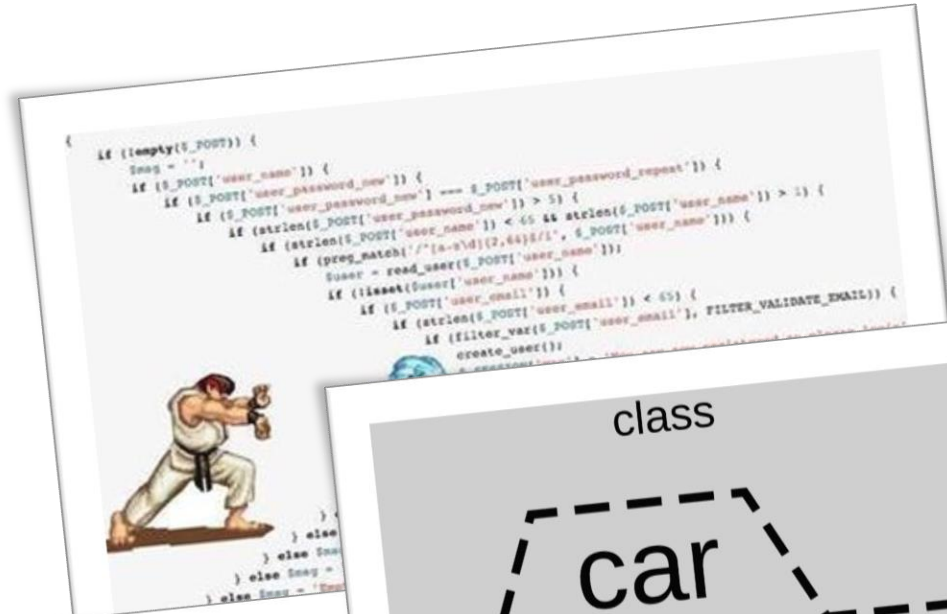 {
if (!empty($_POST)) {
$msg = '';
if ($_POST['user_name']) {
if ($_POST['user_password_new']) {
if ($_POST['user_password_new'] === $_POST['user_password_repeat']) {
if (strlen($_POST['user_password_new']) > 5) {
if (strlen($_POST['user_name']) < 65 && strlen($_POST['user_name']) > 1) {
if (preg_match('/^[a-z\d]{2,64}$/i', $_POST['user_name'])) {
$user = read_user($_POST['user_name']);
if (!isset($user['user_name'])) {
if ($_POST['user_email']) {
if (strlen($_POST['user_email']) < 65) {
if (filter_var($_POST['user_email'], FILTER_VALIDATE_EMAIL)) {
create_user();
} else
} else $msg
} else $msg =
} else $msg =
class
car